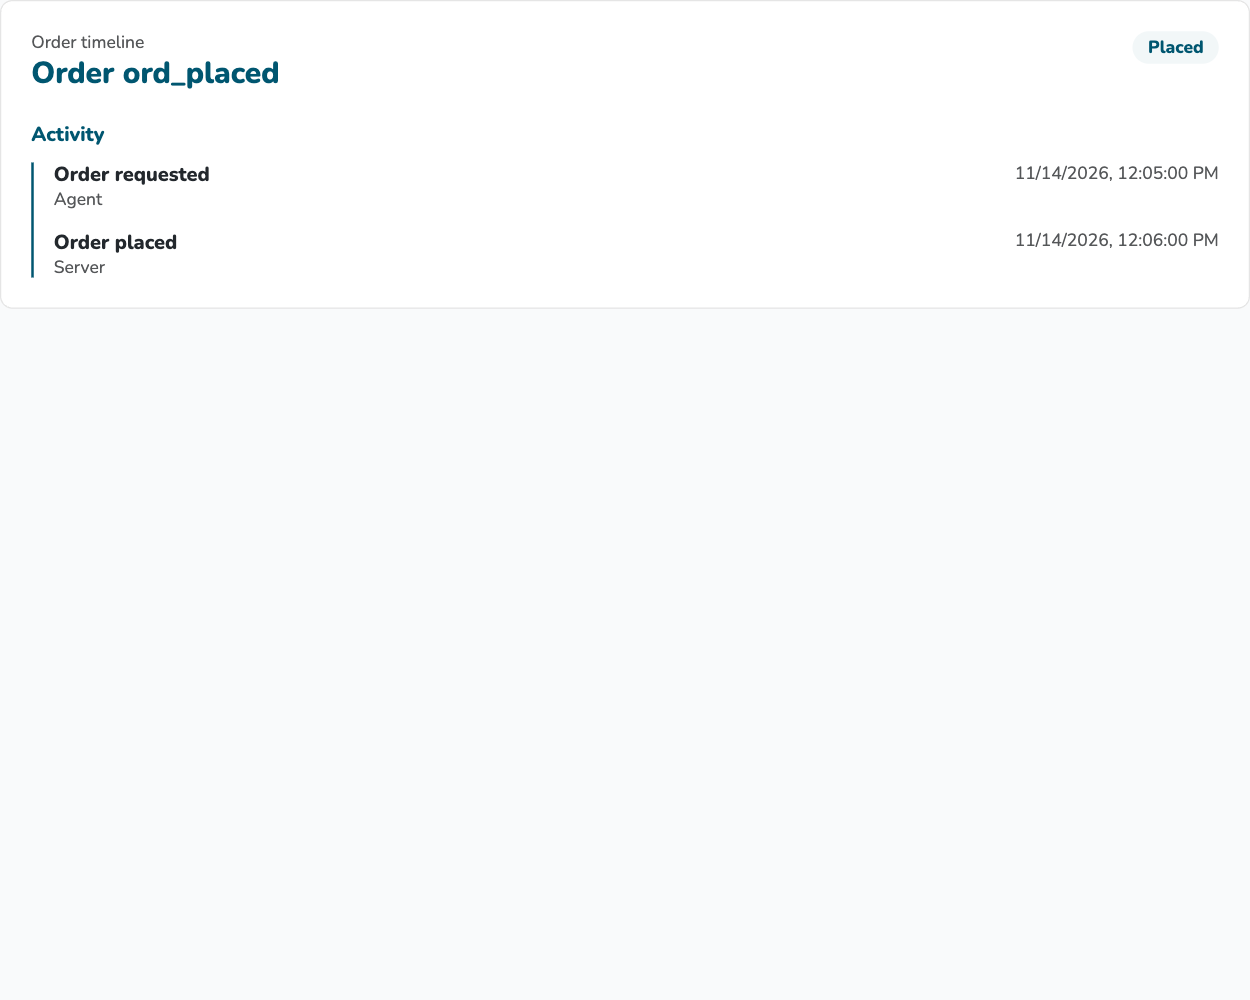 Order timeline
Order ord_placed
Placed
Activity
Order requested
11/14/2026, 12:05:00 PM
Agent
Order placed
11/14/2026, 12:06:00 PM
Server